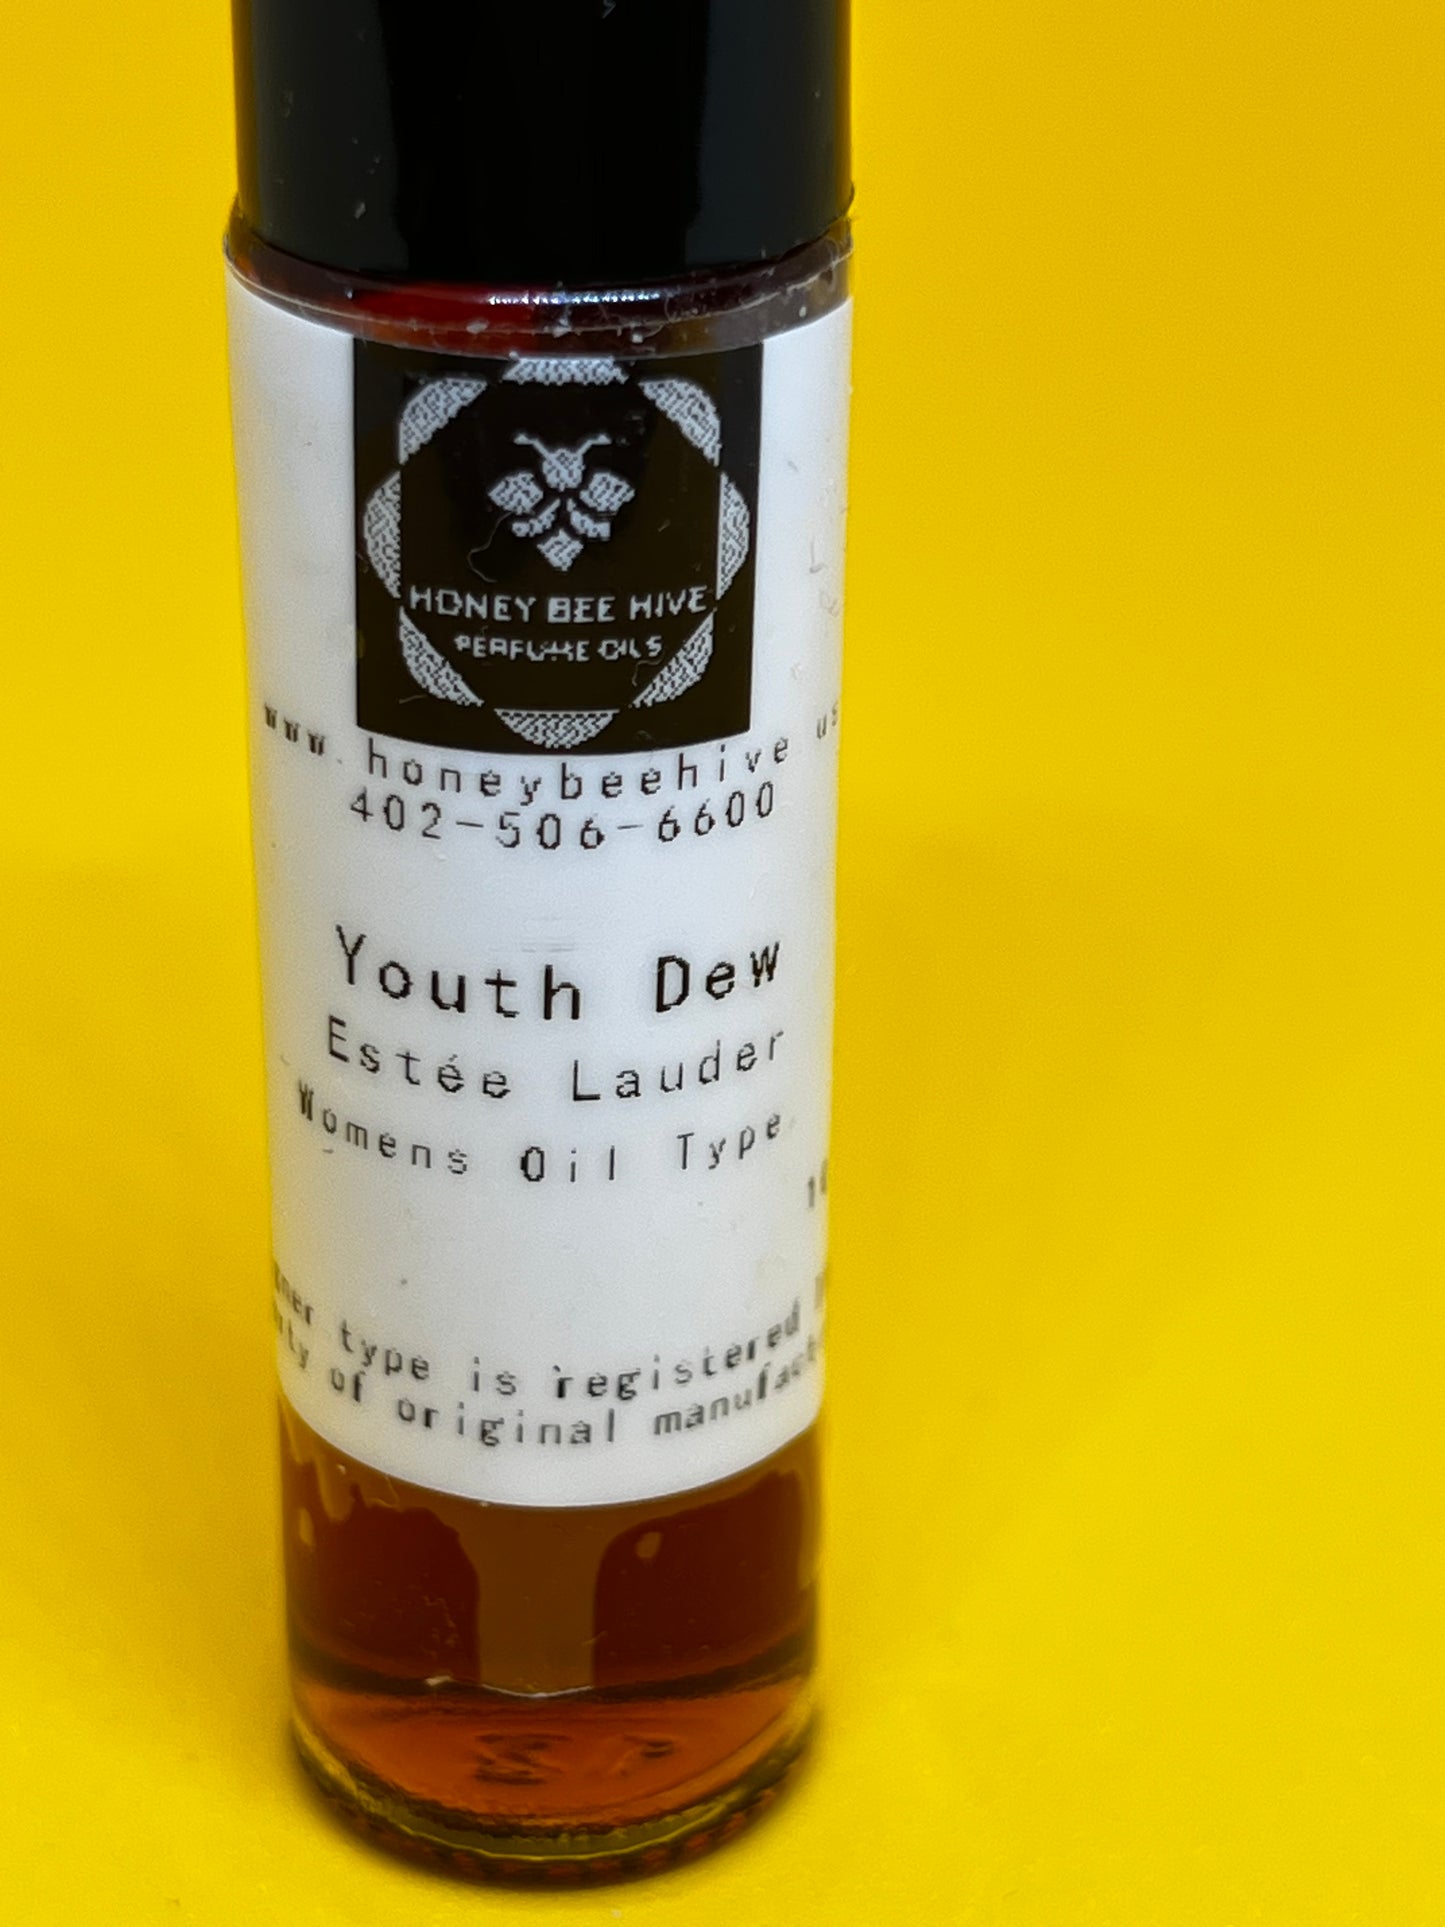 HONEY BEE HIVE
PERFUME OILS
www.honeybeehive.us
402-506-6600
Youth Dew
Estée Lauder
Womens Oil Type
type is registered
of original